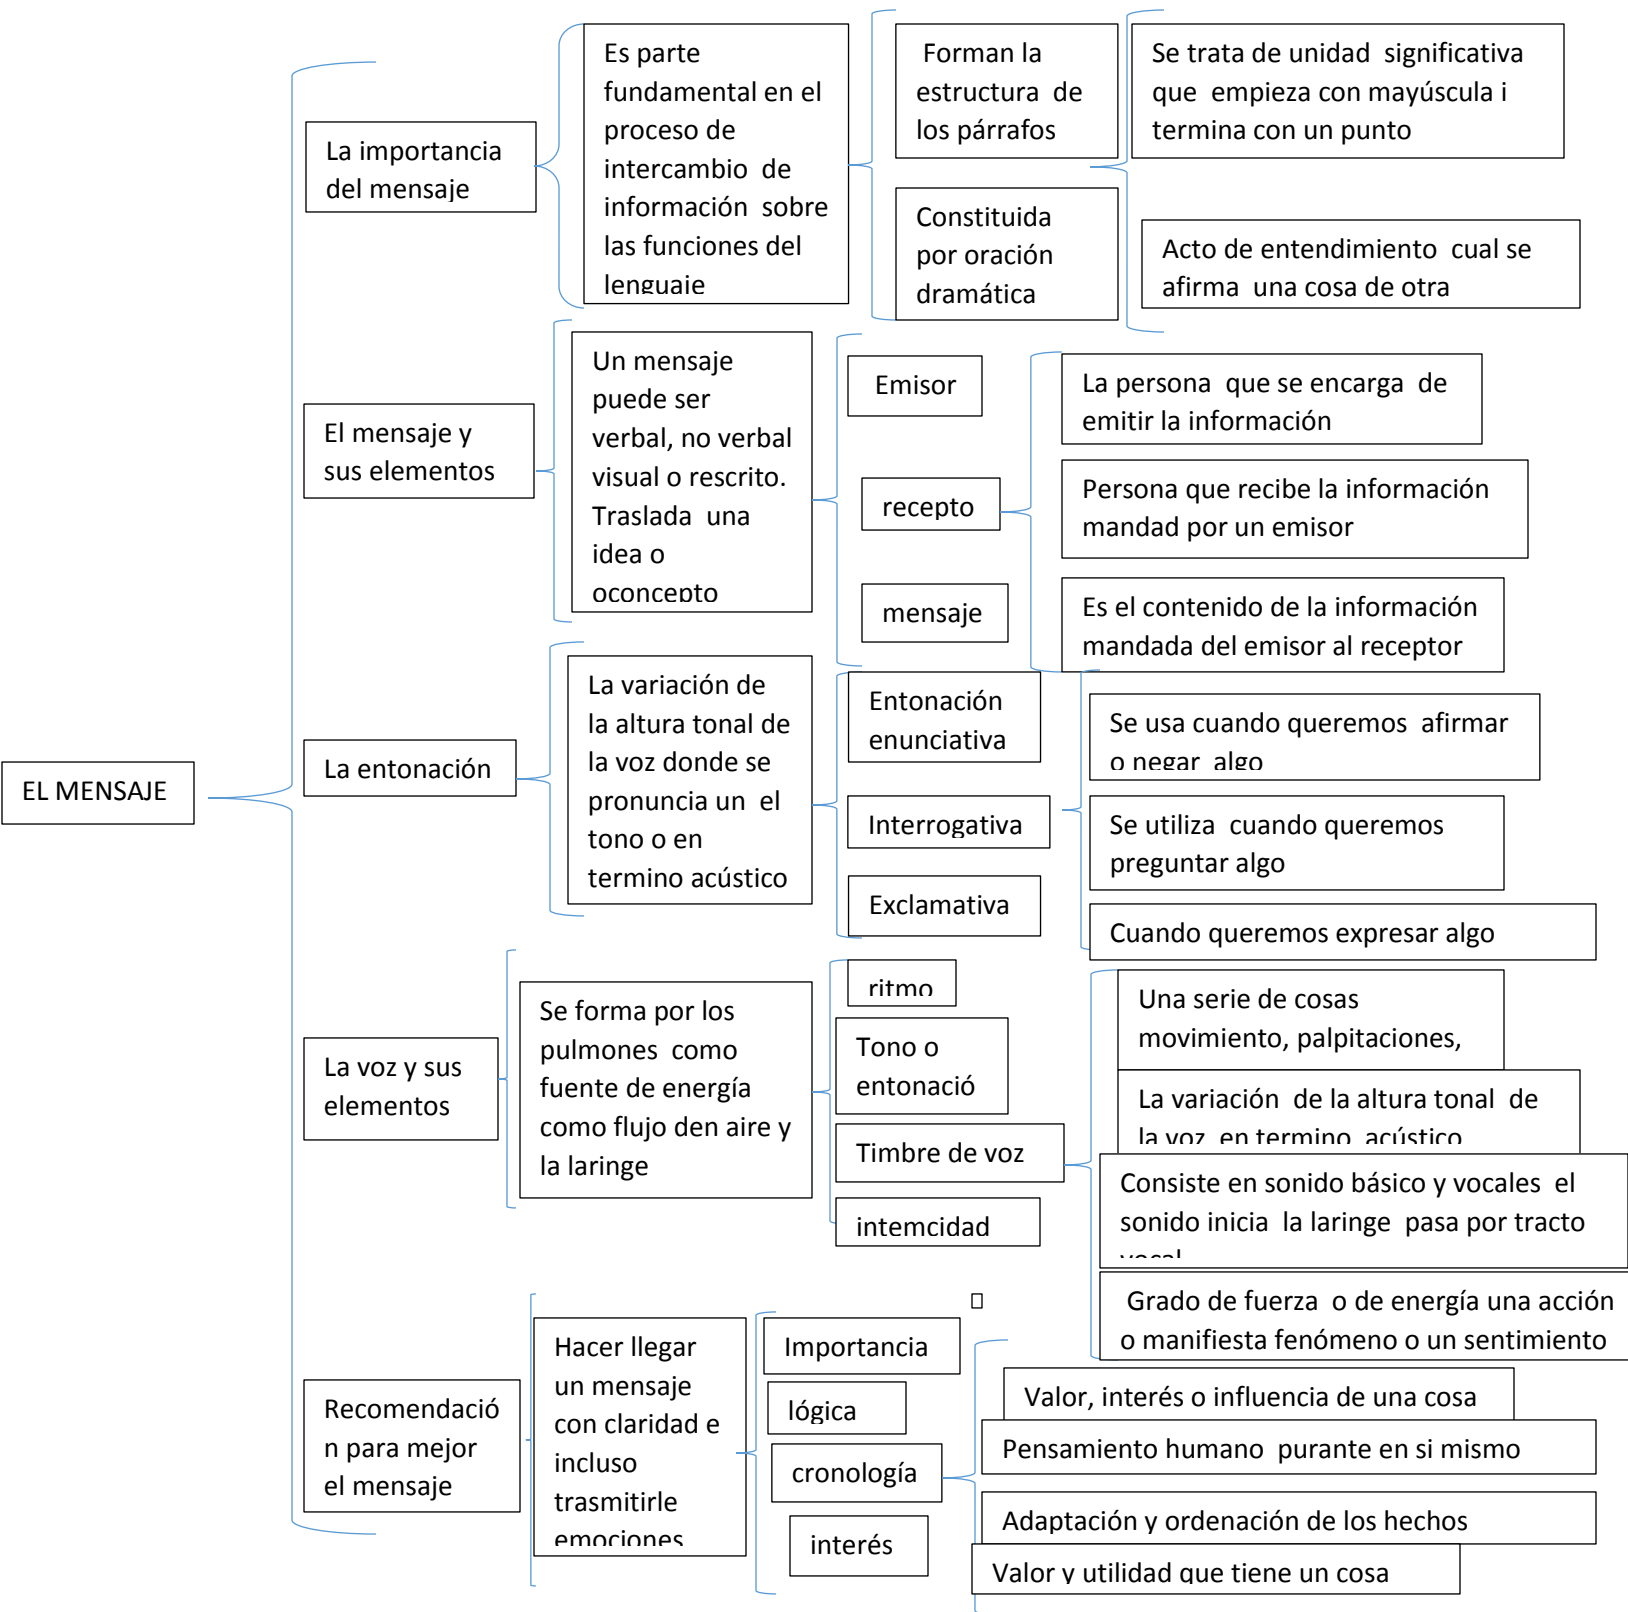 EL MENSAJE
La importancia
del mensaje
Es parte
fundamental en el
proceso de
intercambio de
información sobre
las funciones del
lenguaje
Forman la
estructura de
los párrafos
Constituida
por oración
dramática
Se trata de unidad significativa
que empieza con mayúscula i
termina con un punto
Acto de entendimiento cual se
afirma una cosa de otra
El mensaje y
sus elementos
Un mensaje
puede ser
verbal, no verbal
visual o rescrito.
Traslada una
idea o
oconcepto
Emisor
recepto
mensaje
La persona que se encarga de
emitir la información
Persona que recibe la información
mandad por un emisor
Es el contenido de la información
mandada del emisor al receptor
La entonación
La variación de
la altura tonal de
la voz donde se
pronuncia un el
tono o en
termino acústico
Entonación
enunciativa
Interrogativa
Exclamativa
Se usa cuando queremos afirmar
o negar algo
Se utiliza cuando queremos
preguntar algo
Cuando queremos expresar algo
La voz y sus
elementos
Se forma por los
pulmones como
fuente de energía
como flujo den aire y
la laringe
ritmo
Tono o
entonació
Timbre de voz
intemcidad
Una serie de cosas
movimiento, palpitaciones,
La variación de la altura tonal de
la voz en termino acústico
Consiste en sonido básico y vocales el
sonido inicia la laringe pasa por tracto
vocal
Grado de fuerza o de energía una acción
o manifiesta fenómeno o un sentimiento
Recomendació
n para mejor
el mensaje
Hacer llegar
un mensaje
con claridad e
incluso
trasmitirle
emociones
Importancia
lógica
cronología
interés
Valor, interés o influencia de una cosa
Pensamiento humano purante en si mismo
Adaptación y ordenación de los hechos
Valor y utilidad que tiene un cosa